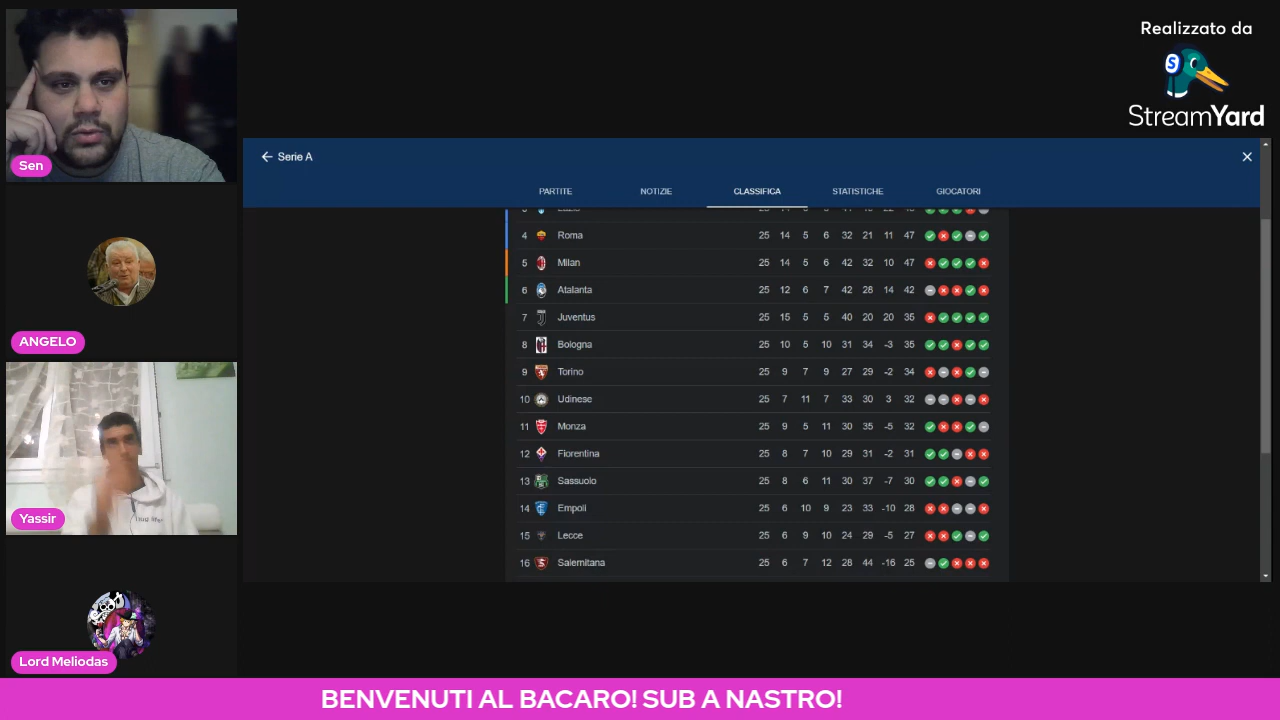 Realizzato da
StreamYard
Sen
ANGELO
Yassir
Lord Meliodas
Serie A
PARTITE NOTIZIE CLASSIFICA STATISTICHE GIOCATORI
4 Roma 25 14 5 6 32 21 11 47
5 Milan 25 14 5 6 42 32 10 47
6 Atalanta 25 12 6 7 42 28 14 42
7 Juventus 25 15 5 5 40 20 20 35
8 Bologna 25 10 5 10 31 34 -3 35
9 Torino 25 9 7 9 27 29 -2 34
10 Udinese 25 7 11 7 33 30 3 32
11 Monza 25 9 5 11 30 35 -5 32
12 Fiorentina 25 8 7 10 29 31 -2 31
13 Sassuolo 25 8 6 11 30 37 -7 30
14 Empoli 25 6 10 9 23 33 -10 28
15 Lecce 25 6 9 10 24 29 -5 27
16 Salernitana 25 6 7 12 28 44 -16 25
BENVENUTI AL BACARO! SUB A NASTRO!